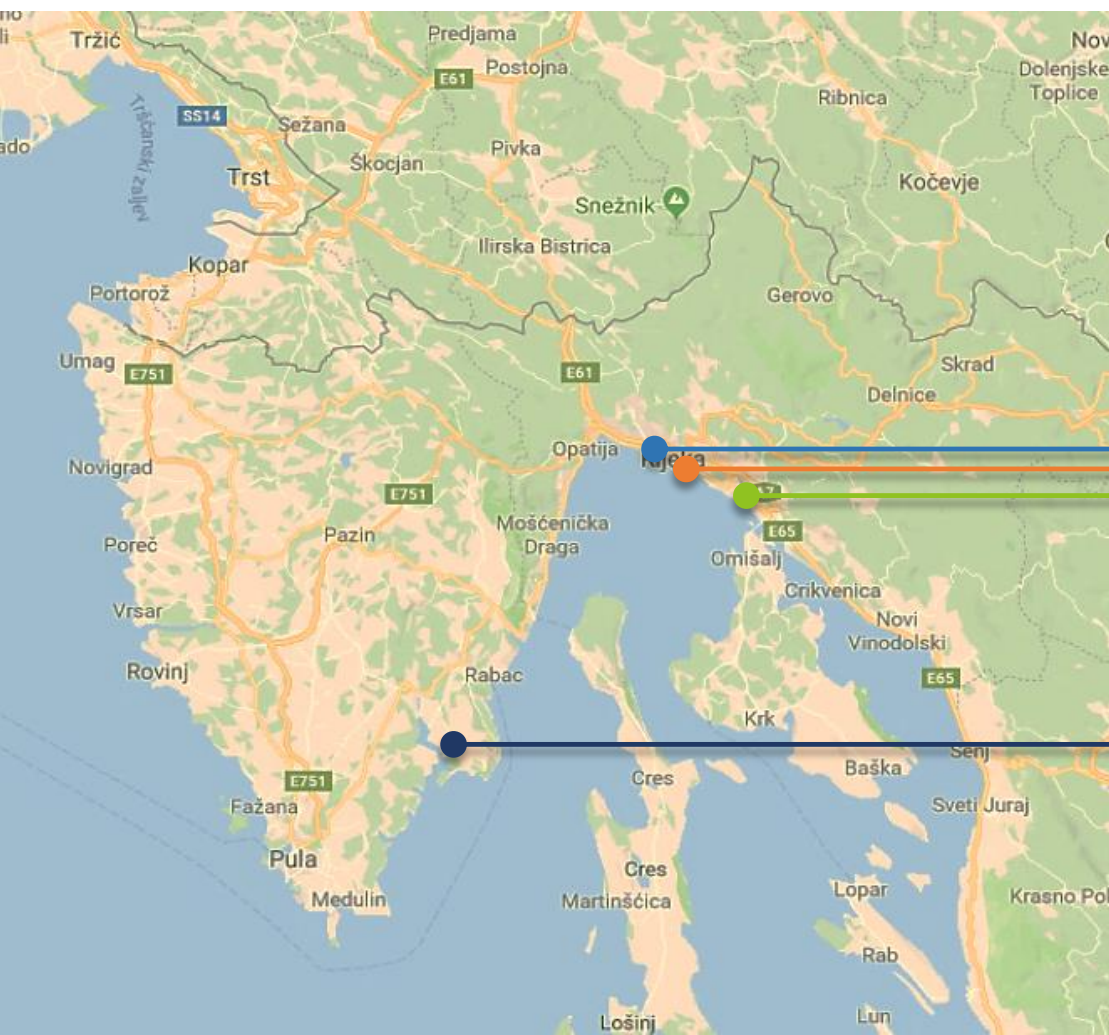 Tržić
Predjama
Postojna
E61
Nov
Dolenjske
Toplice
Ribnica
SS14
Sežana
Tršćanski zaljev
Pivka
Škocjan
Trst
Kočevje
Snežnik
Ilirska Bistrica
Kopar
Portorož
Gerovo
Umag
E751
E61
Skrad
Delnice
Opatija
Rijeka
Novigrad
E751
A7
Mošćenička
Draga
E65
Poreč
Pazin
Omišalj
Crikvenica
Vrsar
Novi
Vinodolski
Rovinj
Rabac
E65
Krk
Senj
Baška
Cres
E751
Fažana
Sveti Juraj
Pula
Cres
Medulin
Martinšćica
Lopar
Krasno Pol
Rab
Lošinj
Lun